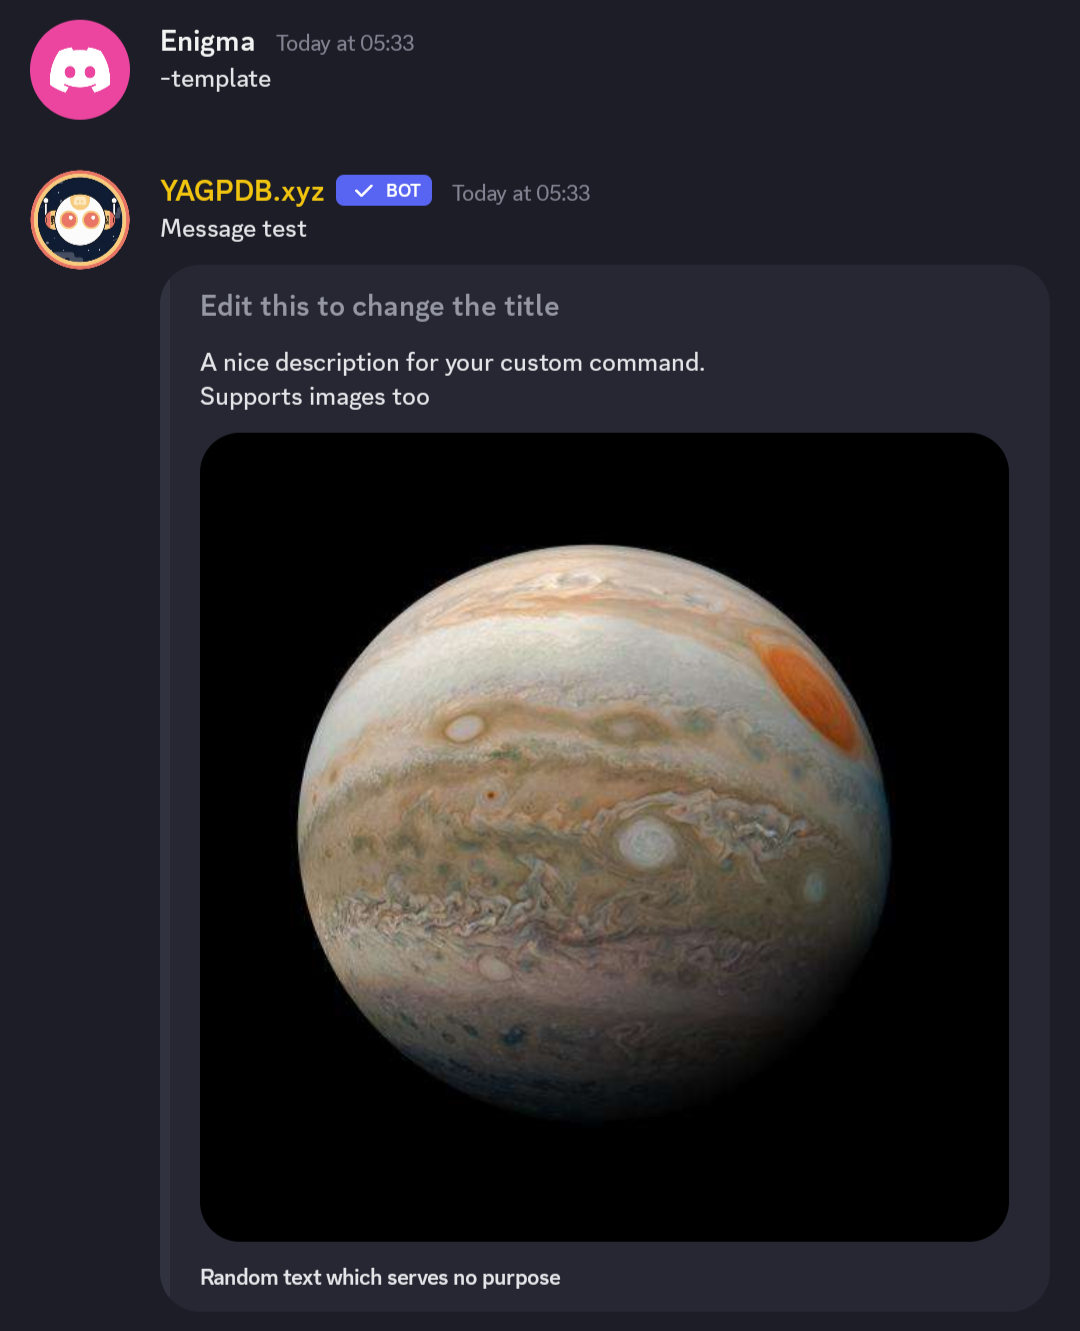 Enigma Today at 05:33
-template
YAGPDB.xyz BOT Today at 05:33
Message test
Edit this to change the title
A nice description for your custom command.
Supports images too
Random text which serves no purpose